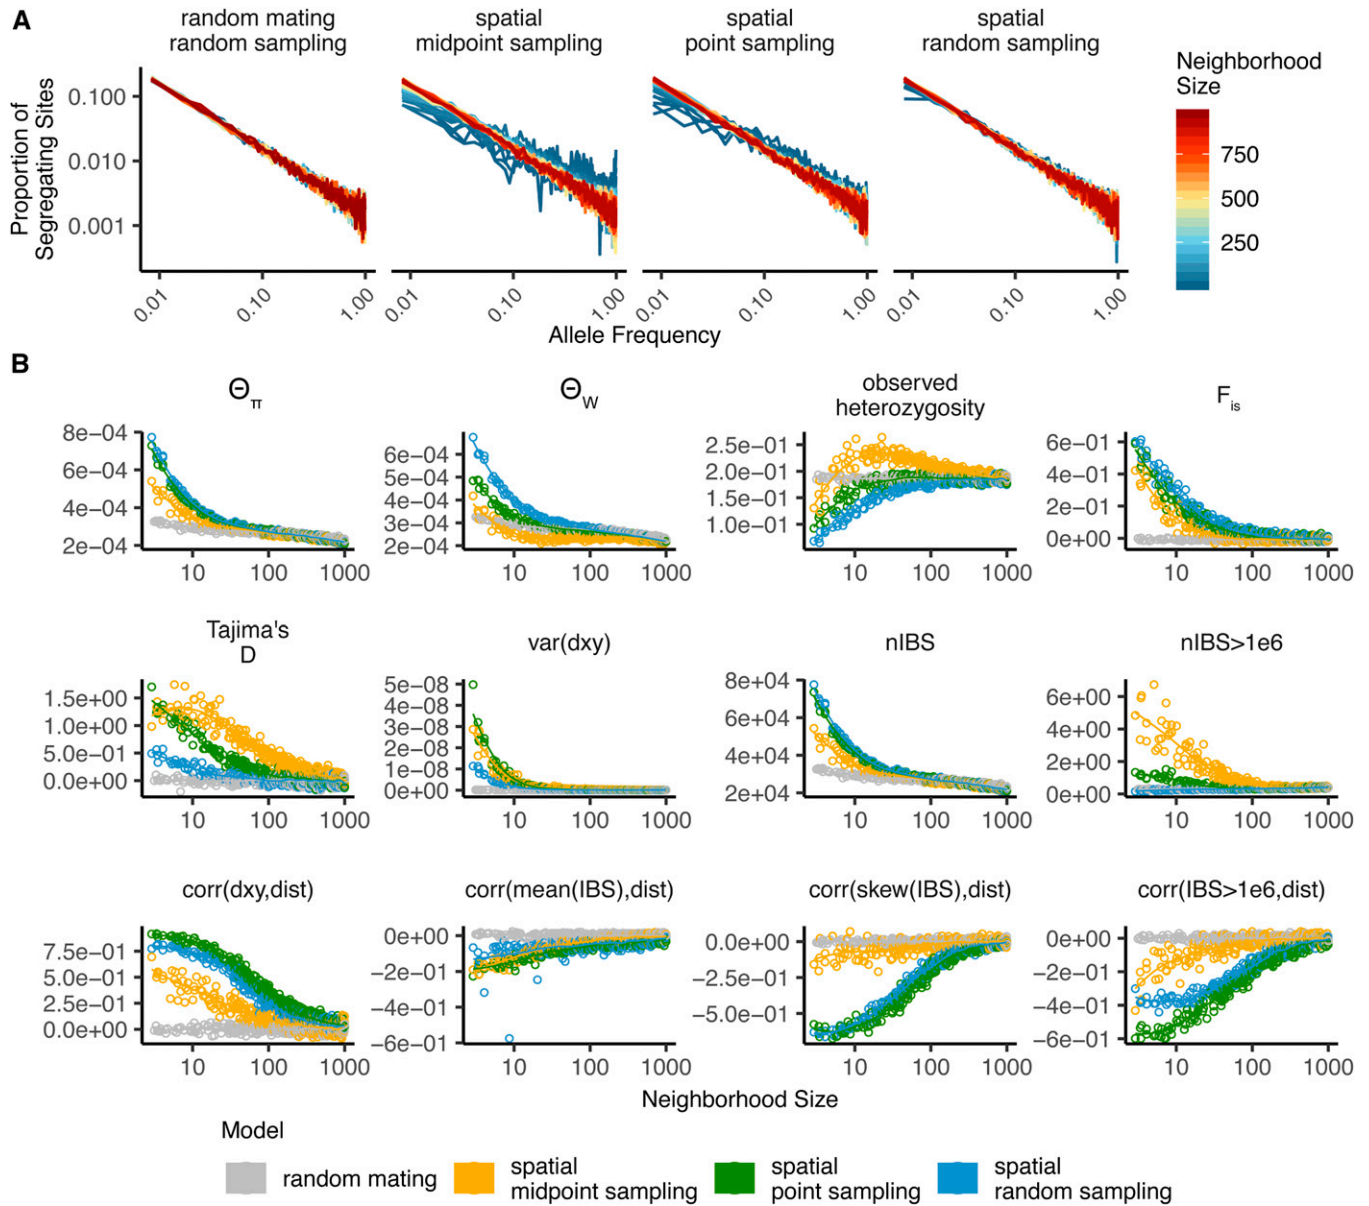 A
random mating
random sampling
spatial
midpoint sampling
spatial
point sampling
spatial
random sampling
Proportion of
Segregating Sites
0.100
0.010
0.001
0.01
0.10
1.00
0.01
0.10
1.00
0.01
0.10
1.00
0.01
0.10
1.00
Allele Frequency
Neighborhood
Size
750
500
250
B
Θπ
ΘW
observed
heterozygosity
Fis
8e−04
6e−04
4e−04
2e−04
10 100 1000
6e−04
5e−04
4e−04
3e−04
2e−04
10 100 1000
2.5e−01
2.0e−01
1.5e−01
1.0e−01
10 100 1000
6e−01
4e−01
2e−01
0e+00
10 100 1000
Tajima's
D
var(dxy)
nIBS
nIBS>1e6
1.5e+00
1.0e+00
5.0e−01
0.0e+00
10 100 1000
5e−08
4e−08
3e−08
2e−08
1e−08
0e+00
10 100 1000
8e+04
6e+04
4e+04
2e+04
10 100 1000
6e+00
4e+00
2e+00
0e+00
10 100 1000
corr(dxy,dist)
corr(mean(IBS),dist)
corr(skew(IBS),dist)
corr(IBS>1e6,dist)
7.5e−01
5.0e−01
2.5e−01
0.0e+00
10 100 1000
0e+00
−2e−01
−4e−01
−6e−01
10 100 1000
0.0e+00
−2.5e−01
−5.0e−01
10 100 1000
0e+00
−2e−01
−4e−01
−6e−01
10 100 1000
Neighborhood Size
Model
random mating
spatial
midpoint sampling
spatial
point sampling
spatial
random sampling